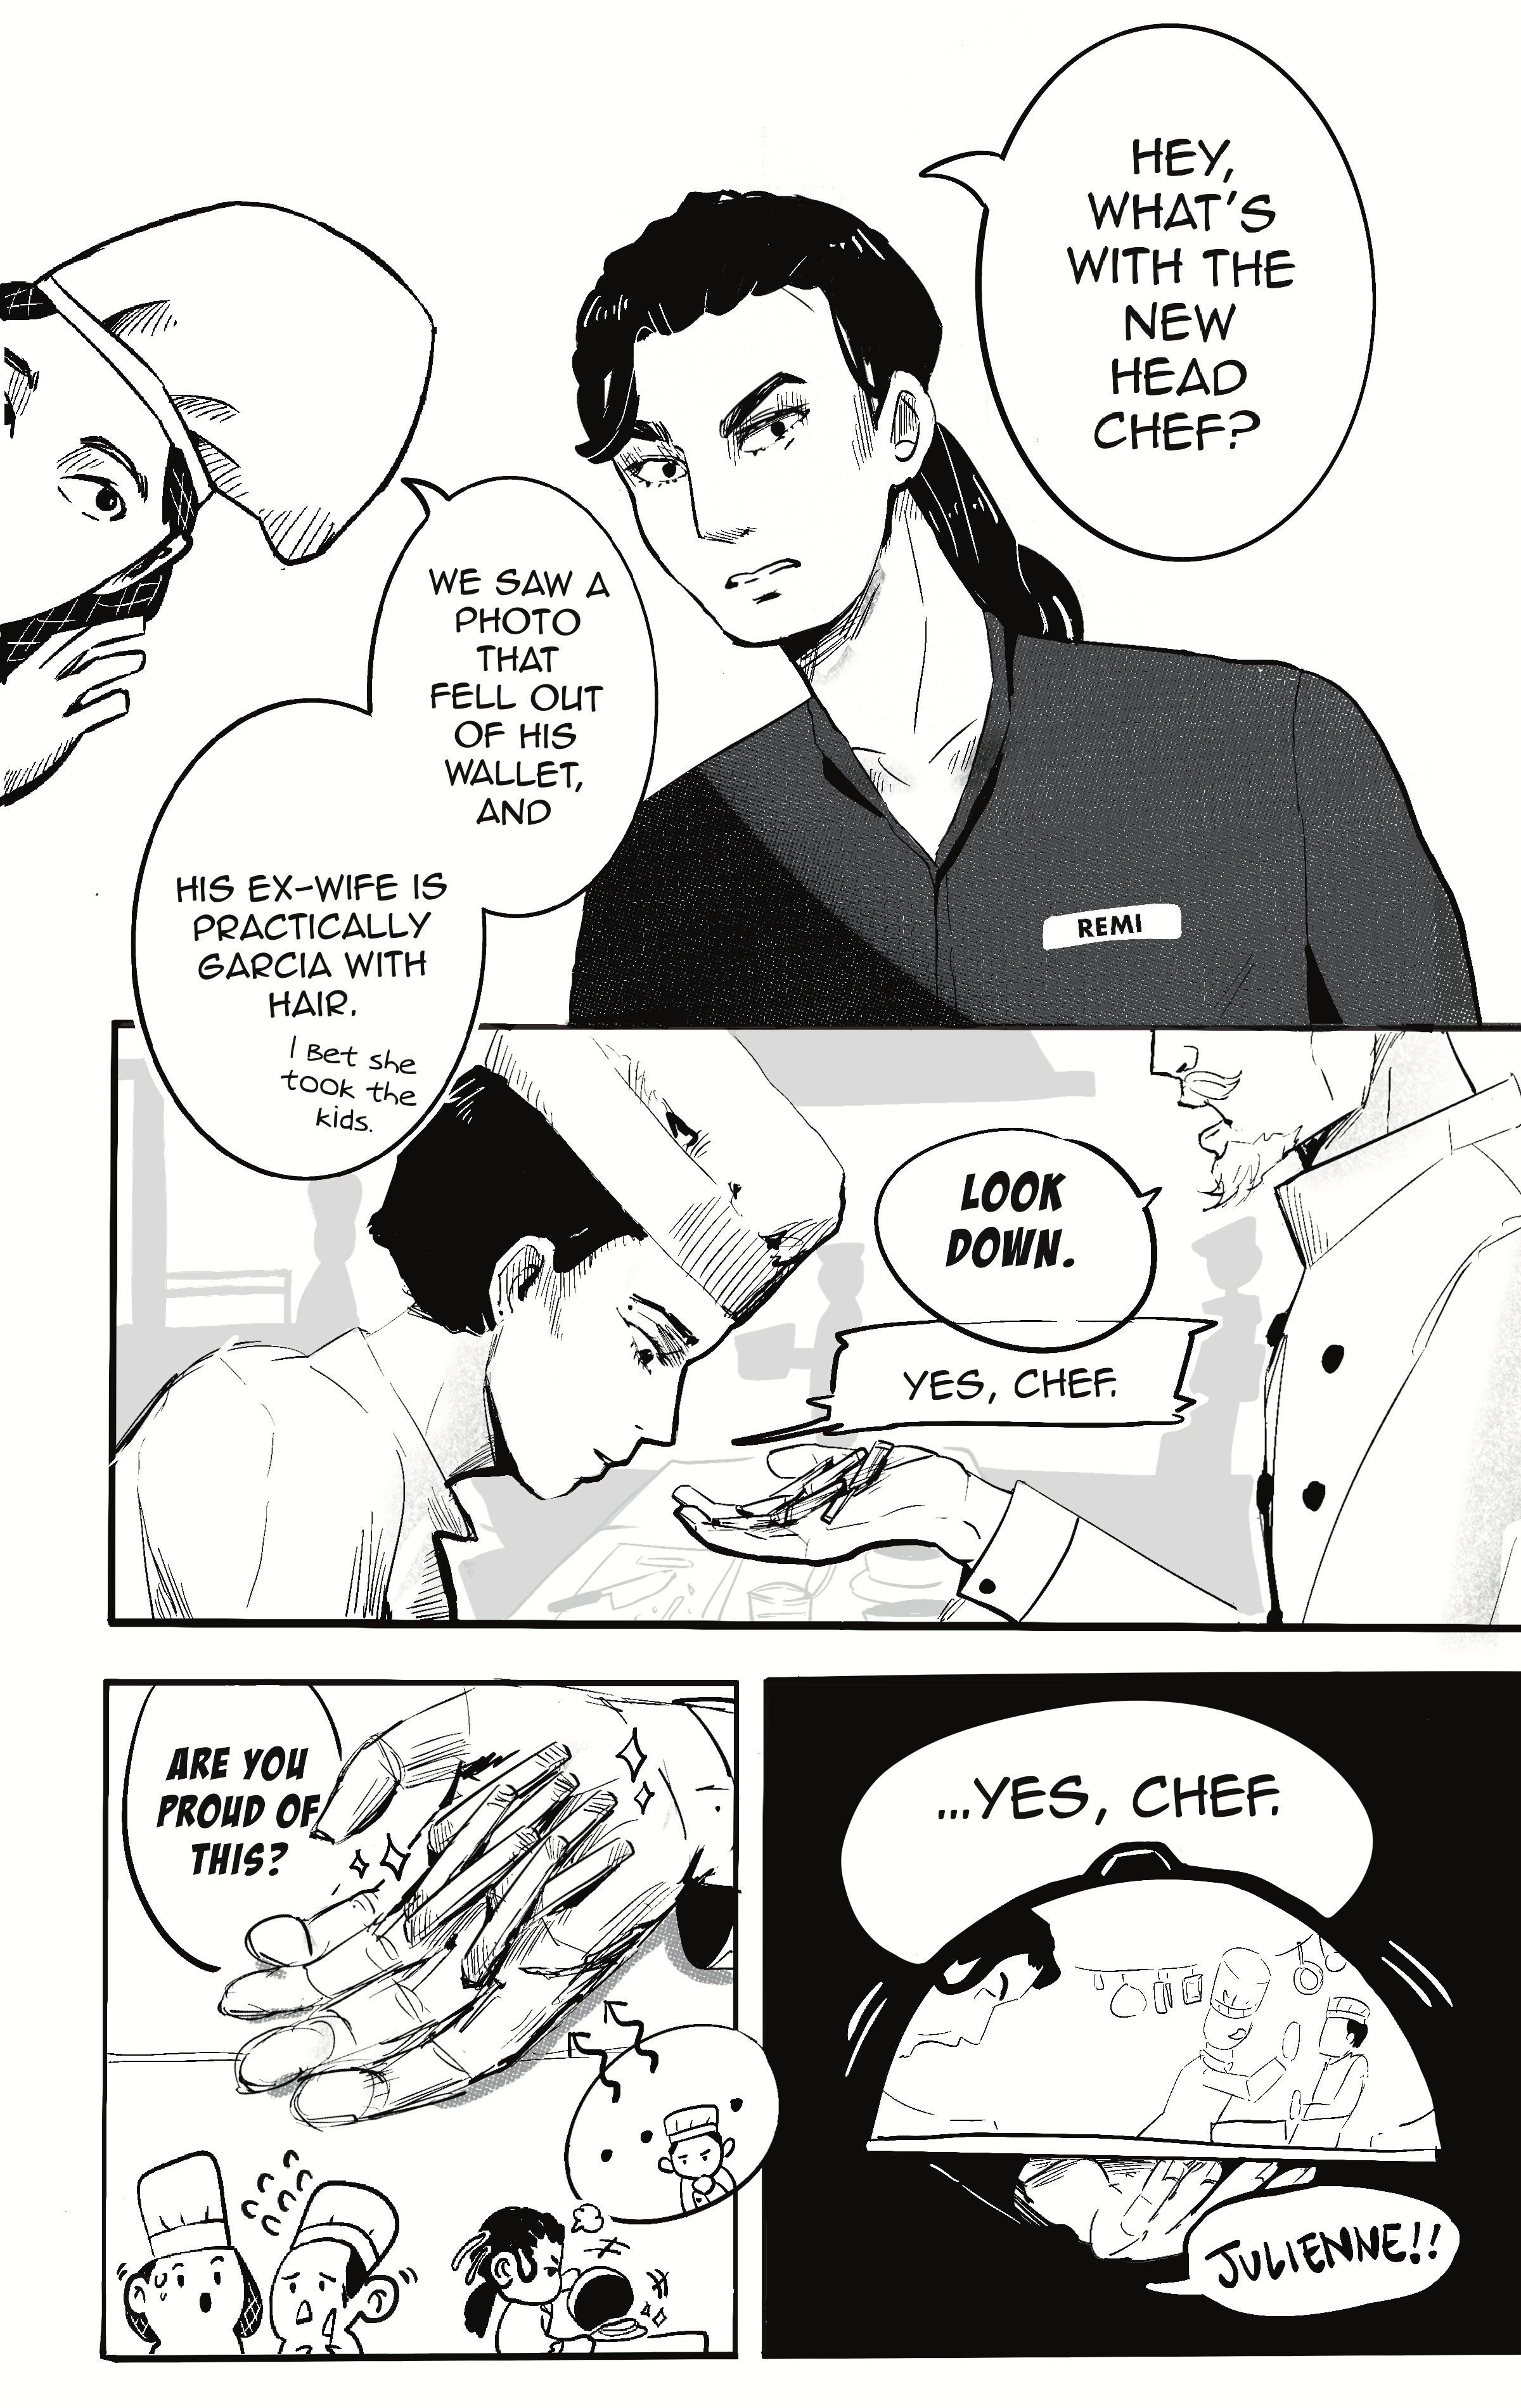 HEY,
WHAT'S
WITH THE
NEW
HEAD
CHEF?
WE SAW A
PHOTO
THAT
FELL OUT
OF HIS
WALLET,
AND
HIS EX-WIFE IS
PRACTICALLY
GARCIA WITH
HAIR.
I Bet she
took the
kids.
REMI
LOOK
DOWN.
YES, CHEF.
ARE YOU
PROUD OF
THIS?
...YES, CHEF.
JULIENNE!!